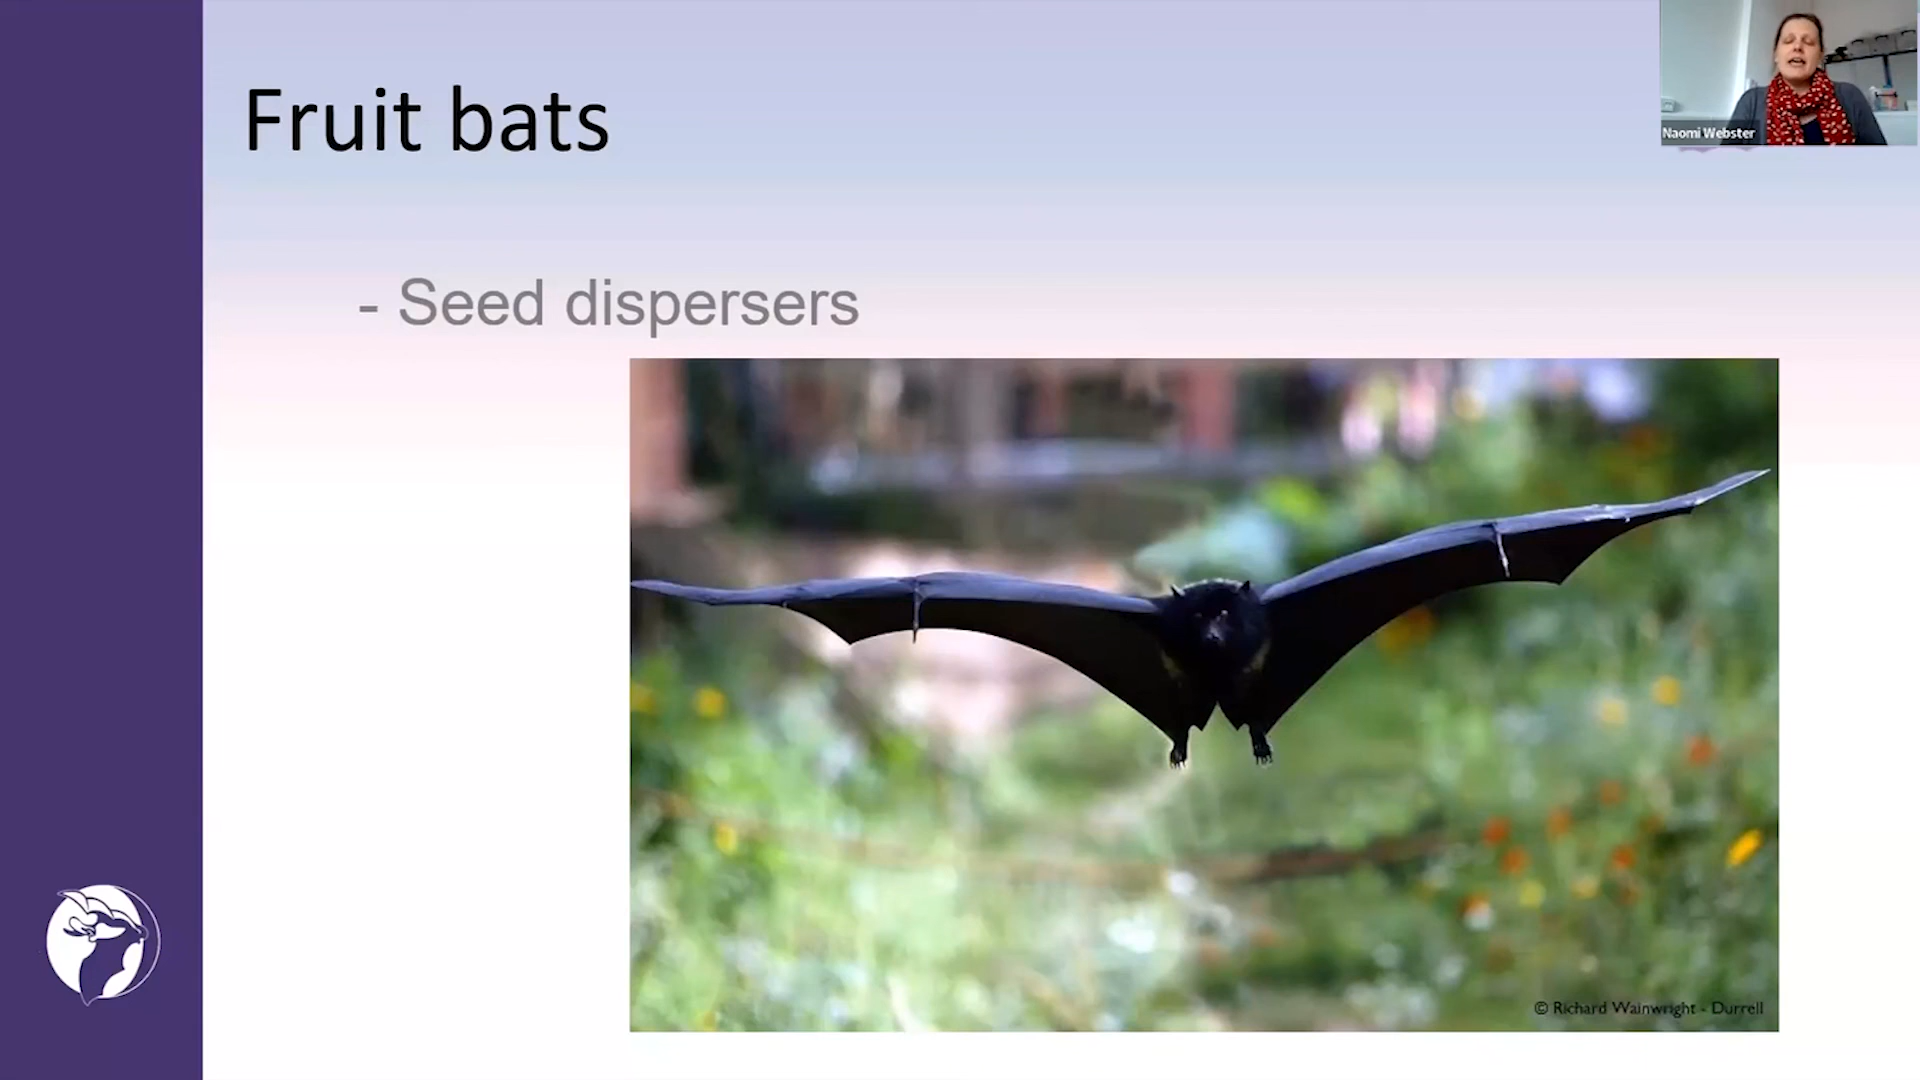 Fruit bats
Naomi Webster
- Seed dispersers
© Richard Wainwright - Durrell